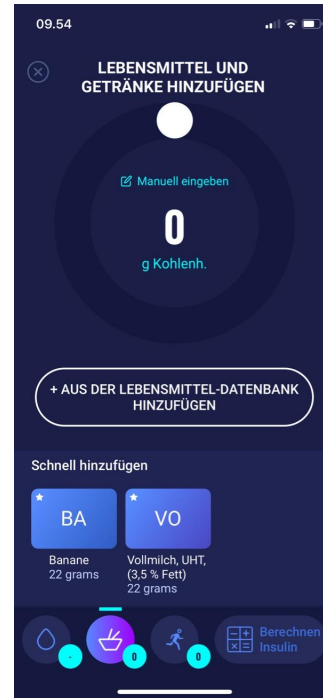 09.54
LEBENSMITTEL UND
GETRÄNKE HINZUFÜGEN
Manuell eingeben
0
g Kohlenh.
+ AUS DER LEBENSMITTEL-DATENBANK
HINZUFÜGEN
Schnell hinzufügen
BA
VO
Banane
22 grams
Vollmilch, UHT,
(3,5 % Fett)
22 grams
-
0
0
Berechnen
Insulin